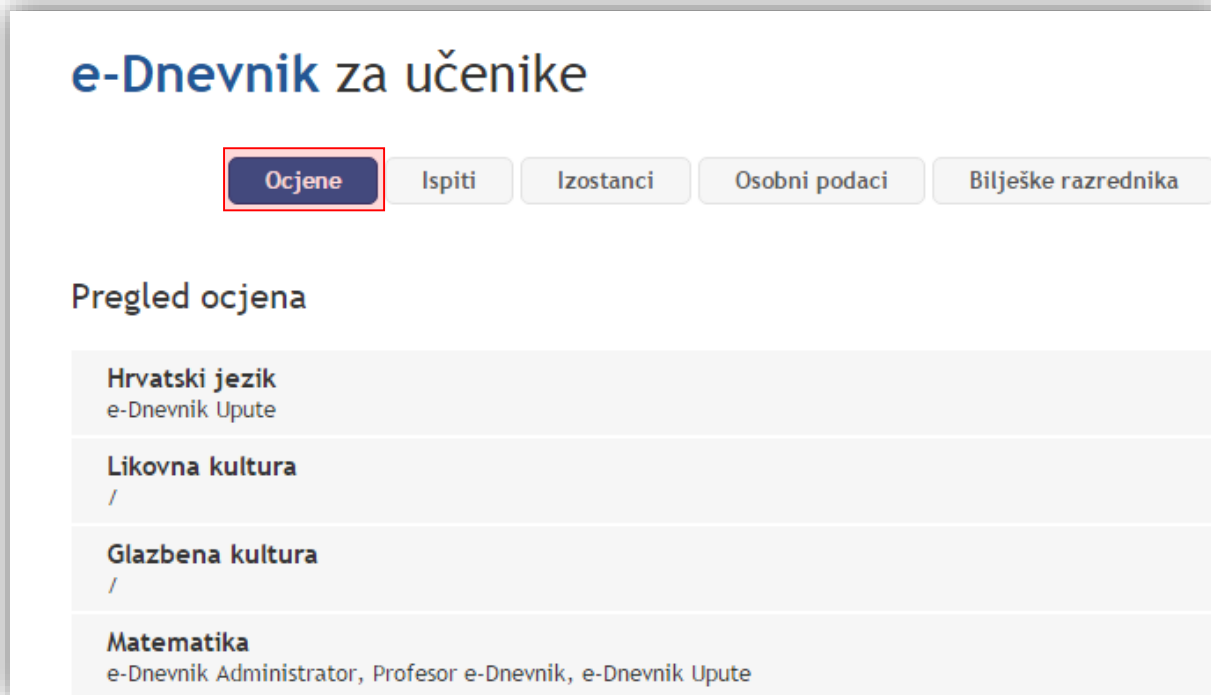 e-Dnevnik za učenike
Ocjene Ispiti Izostanci Osobni podaci Bilješke razrednika
Pregled ocjena
Hrvatski jezik
e-Dnevnik Upute
Likovna kultura
/
Glazbena kultura
/
Matematika
e-Dnevnik Administrator, Profesor e-Dnevnik, e-Dnevnik Upute